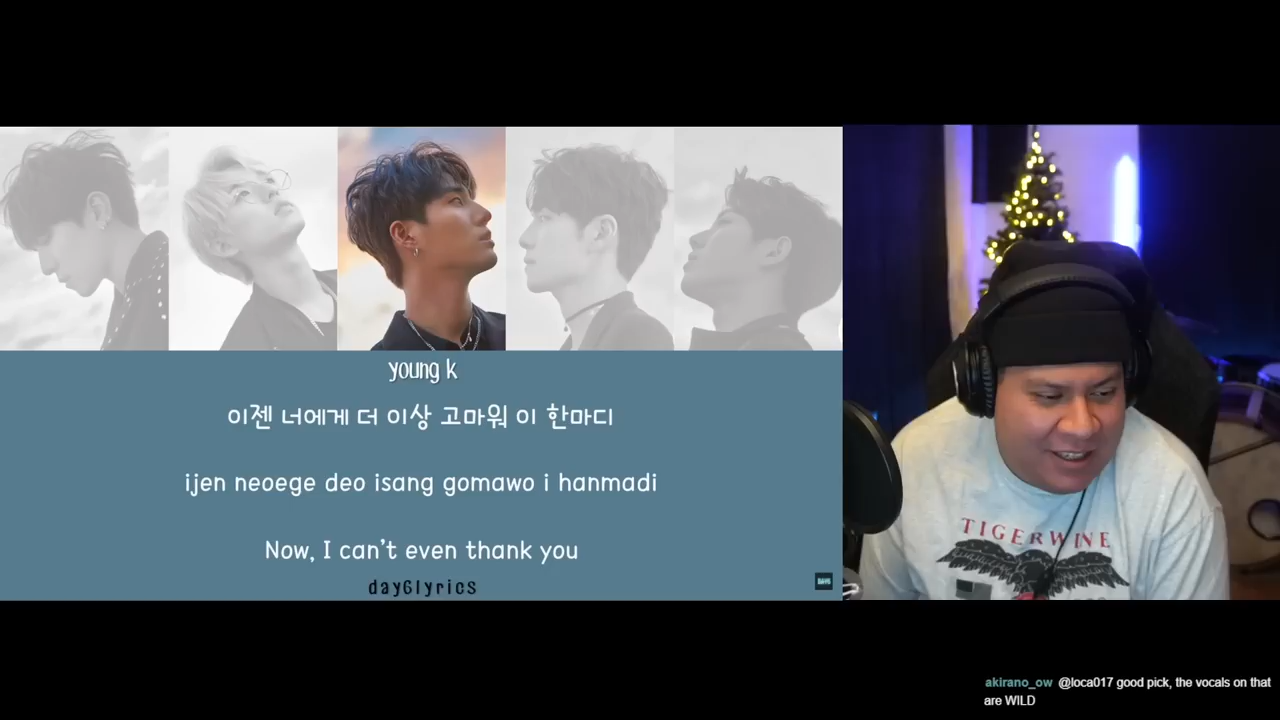 young k
이젠 너에게 더 이상 고마워 이 한마디
ijen neoege deo isang gomawo i hanmadi
Now, I can't even thank you
day6lyrics
DAY6
TIGERWINE
akirano_ow @loca017 good pick, the vocals on that
are WILD